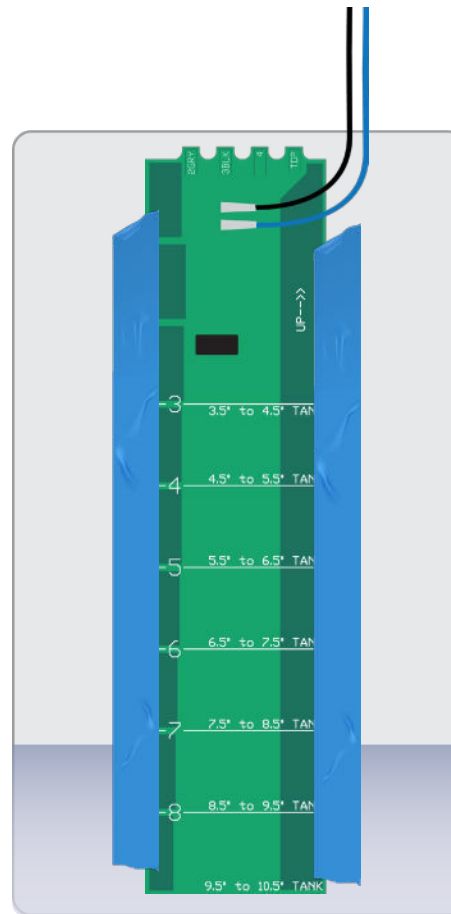 2GRY 3BLK 4 TOP
UP-->>
3
3.5" to 4.5" TAN
4
4.5" to 5.5" TAN
5
5.5" to 6.5" TAN
6
6.5" to 7.5" TAN
7
7.5" to 8.5" TAN
8
8.5" to 9.5" TAN
9.5" to 10.5" TANK